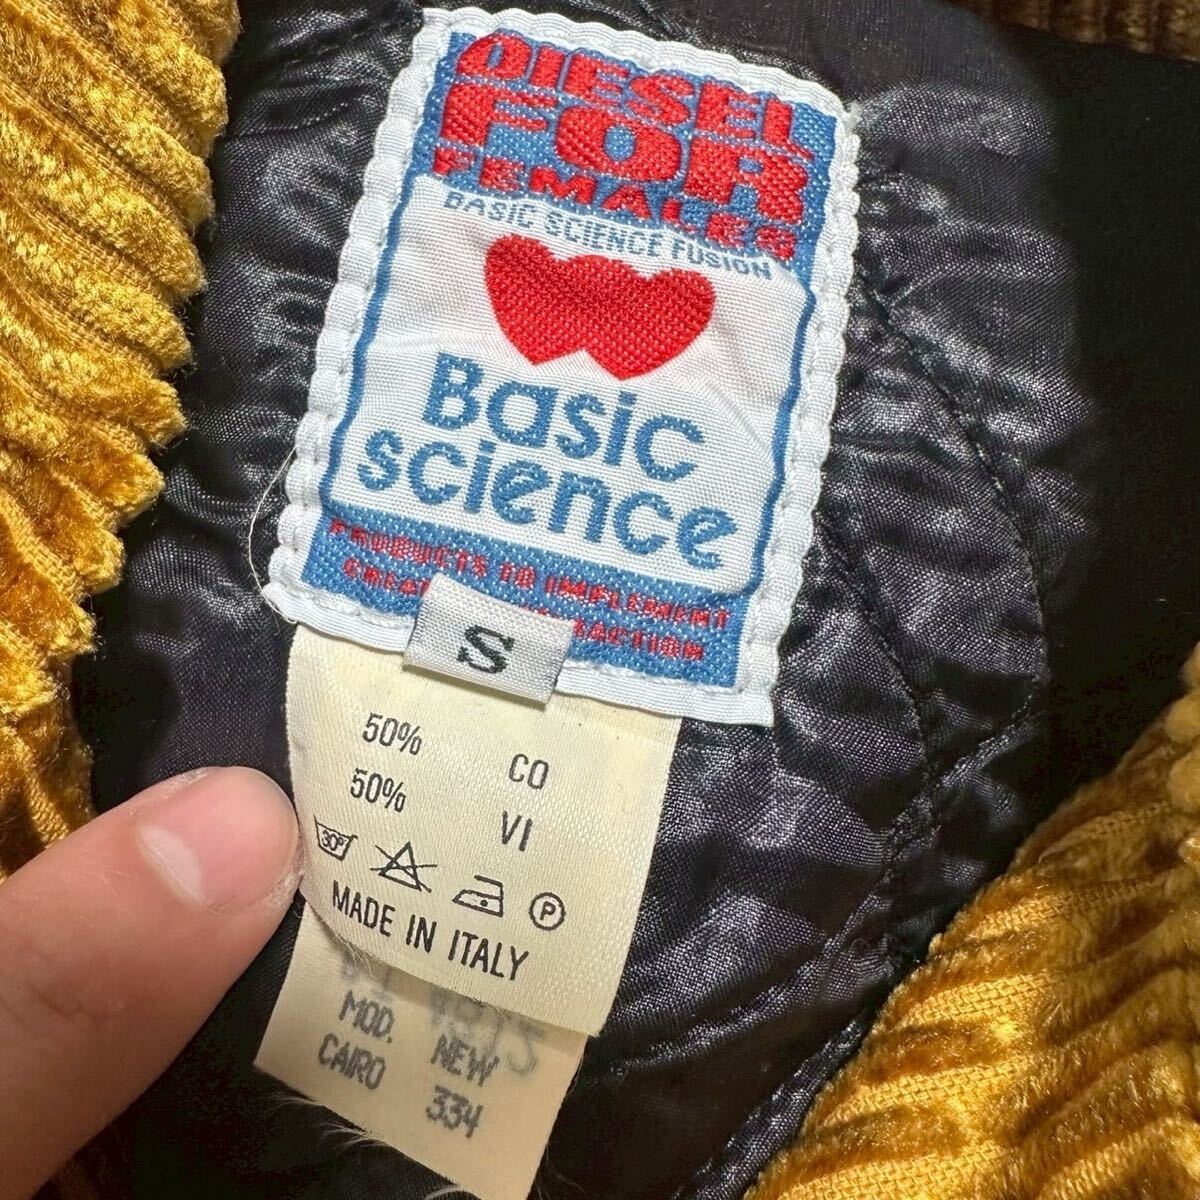 DIESEL
FOR
FEMALES
BASIC SCIENCE FUSION
Basic
science
PRODUCTS TO IMPLEMENT
S
50% CO
50% VI
30°
P
MADE IN ITALY
MOD. NEW
CAIRO 334